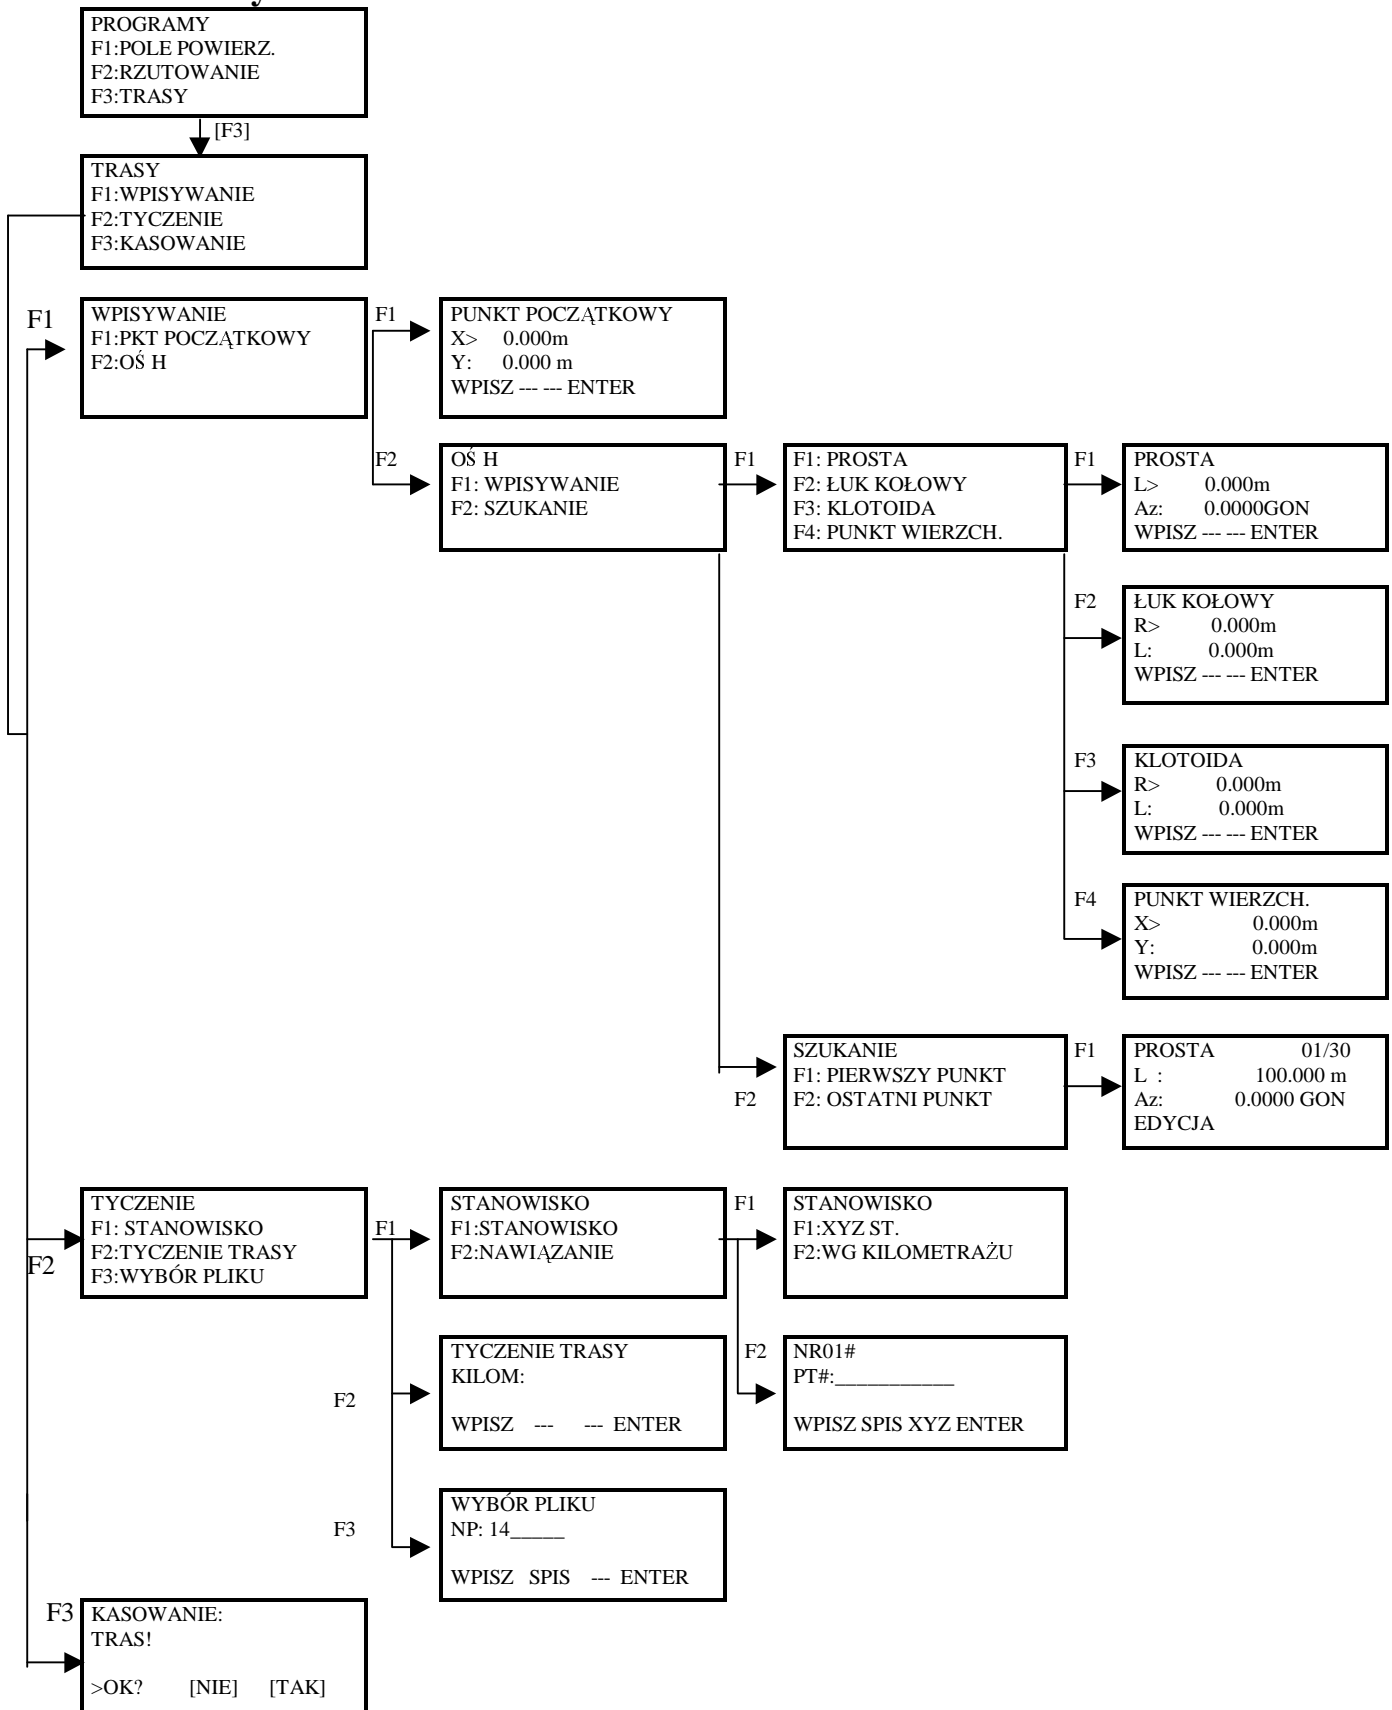 PROGRAMY
F1:POLE POWIERZ.
F2:RZUTOWANIE
F3:TRASY
[F3]
TRASY
F1:WPISYWANIE
F2:TYCZENIE
F3:KASOWANIE
F1
WPISYWANIE
F1:PKT POCZĄTKOWY
F2:OŚ H
F1
PUNKT POCZĄTKOWY
X> 0.000m
Y: 0.000 m
WPISZ --- --- ENTER
F2
OŚ H
F1: WPISYWANIE
F2: SZUKANIE
F1
F1: PROSTA
F2: ŁUK KOŁOWY
F3: KLOTOIDA
F4: PUNKT WIERZCH.
F1
PROSTA
L> 0.000m
Az: 0.0000GON
WPISZ --- --- ENTER
F2
ŁUK KOŁOWY
R> 0.000m
L: 0.000m
WPISZ --- --- ENTER
F3
KLOTOIDA
R> 0.000m
L: 0.000m
WPISZ --- --- ENTER
F4
PUNKT WIERZCH.
X> 0.000m
Y: 0.000m
WPISZ --- --- ENTER
F2
SZUKANIE
F1: PIERWSZY PUNKT
F2: OSTATNI PUNKT
F1
PROSTA 01/30
L : 100.000 m
Az: 0.0000 GON
EDYCJA
F2
TYCZENIE
F1: STANOWISKO
F2:TYCZENIE TRASY
F3:WYBÓR PLIKU
F1
STANOWISKO
F1:STANOWISKO
F2:NAWIĄZANIE
F1
STANOWISKO
F1:XYZ ST.
F2:WG KILOMETRAŻU
F2
TYCZENIE TRASY
KILOM:
WPISZ --- --- ENTER
F2
NR01#
PT#:___________
WPISZ SPIS XYZ ENTER
F3
WYBÓR PLIKU
NP: 14_____
WPISZ SPIS --- ENTER
F3
KASOWANIE:
TRAS!
>OK? [NIE] [TAK]